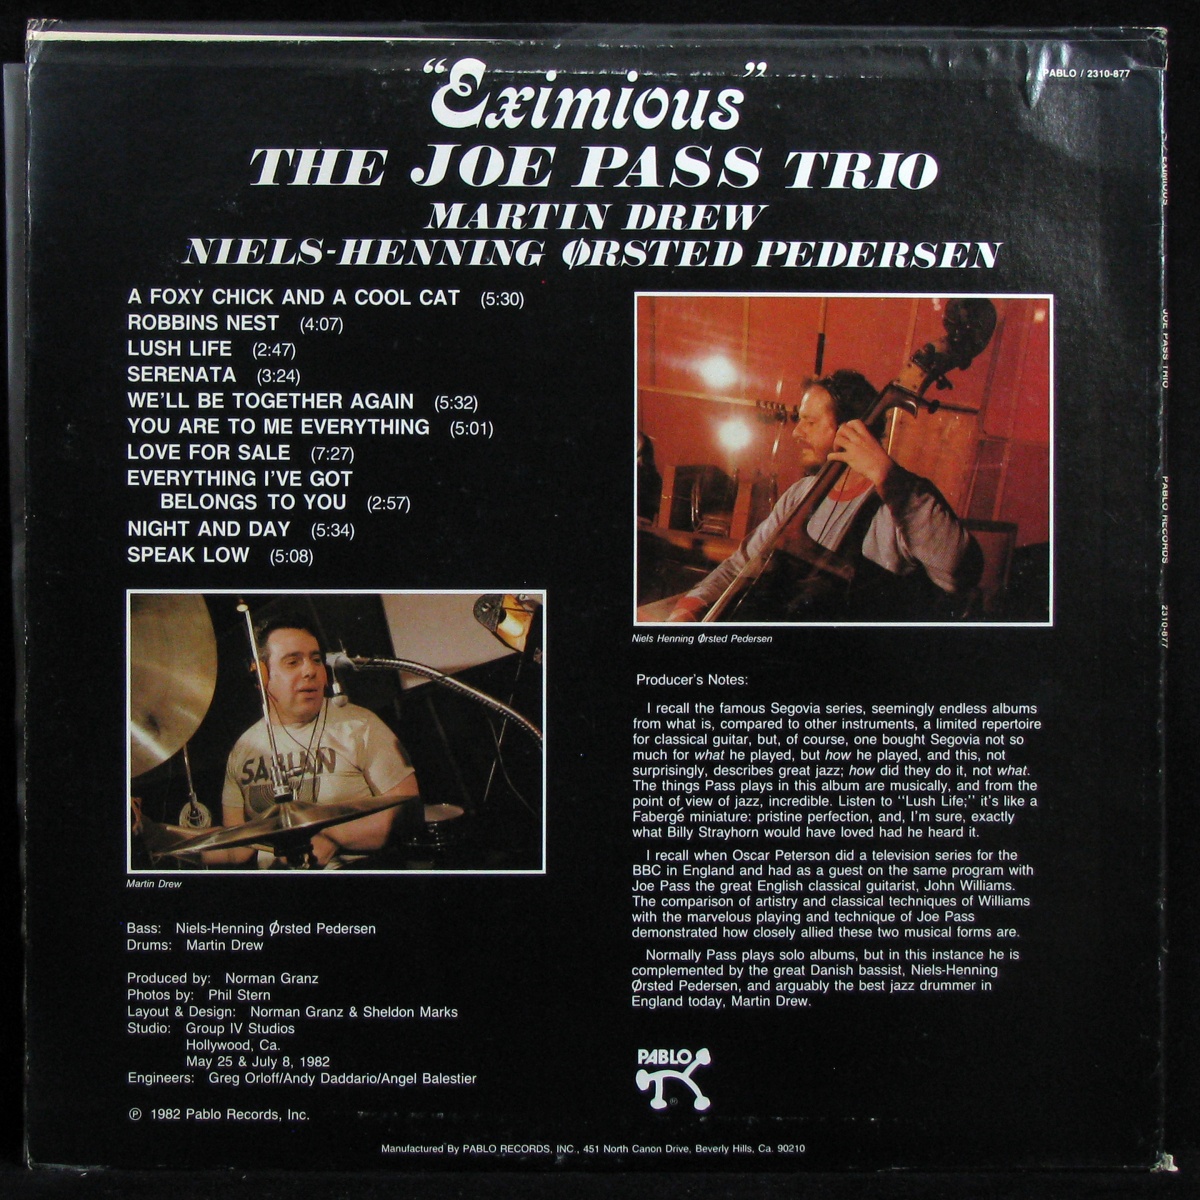 PABLO / 2310-877
"Eximious"
THE JOE PASS TRIO
MARTIN DREW
NIELS-HENNING ØRSTED PEDERSEN
A FOXY CHICK AND A COOL CAT (5:30)
ROBBINS NEST (4:07)
LUSH LIFE (2:47)
SERENATA (3:24)
WE'LL BE TOGETHER AGAIN (5:32)
YOU ARE TO ME EVERYTHING (5:01)
LOVE FOR SALE (7:27)
EVERYTHING I'VE GOT
BELONGS TO YOU (2:57)
NIGHT AND DAY (5:34)
SPEAK LOW (5:08)
SABIAN
Martin Drew
Bass: Niels-Henning Ørsted Pedersen
Drums: Martin Drew
Produced by: Norman Granz
Photos by: Phil Stern
Layout & Design: Norman Granz & Sheldon Marks
Studio: Group IV Studios
Hollywood, Ca.
May 25 & July 8, 1982
Engineers: Greg Orloff/Andy Daddario/Angel Balestier
℗ 1982 Pablo Records, Inc.
Niels Henning Ørsted Pedersen
Producer's Notes:
I recall the famous Segovia series, seemingly endless albums
from what is, compared to other instruments, a limited repertoire
for classical guitar, but, of course, one bought Segovia not so
much for what he played, but how he played, and this, not
surprisingly, describes great jazz; how did they do it, not what.
The things Pass plays in this album are musically, and from the
point of view of jazz, incredible. Listen to "Lush Life;" it's like a
Fabergé miniature: pristine perfection, and, I'm sure, exactly
what Billy Strayhorn would have loved had he heard it.
I recall when Oscar Peterson did a television series for the
BBC in England and had as a guest on the same program with
Joe Pass the great English classical guitarist, John Williams.
The comparison of artistry and classical techniques of Williams
with the marvelous playing and technique of Joe Pass
demonstrated how closely allied these two musical forms are.
Normally Pass plays solo albums, but in this instance he is
complemented by the great Danish bassist, Niels-Henning
Ørsted Pedersen, and arguably the best jazz drummer in
England today, Martin Drew.
PABLO
®
Manufactured By PABLO RECORDS, INC., 451 North Canon Drive, Beverly Hills, Ca. 90210
EXIMIOUS
JOE PASS TRIO
PABLO RECORDS
2310-877